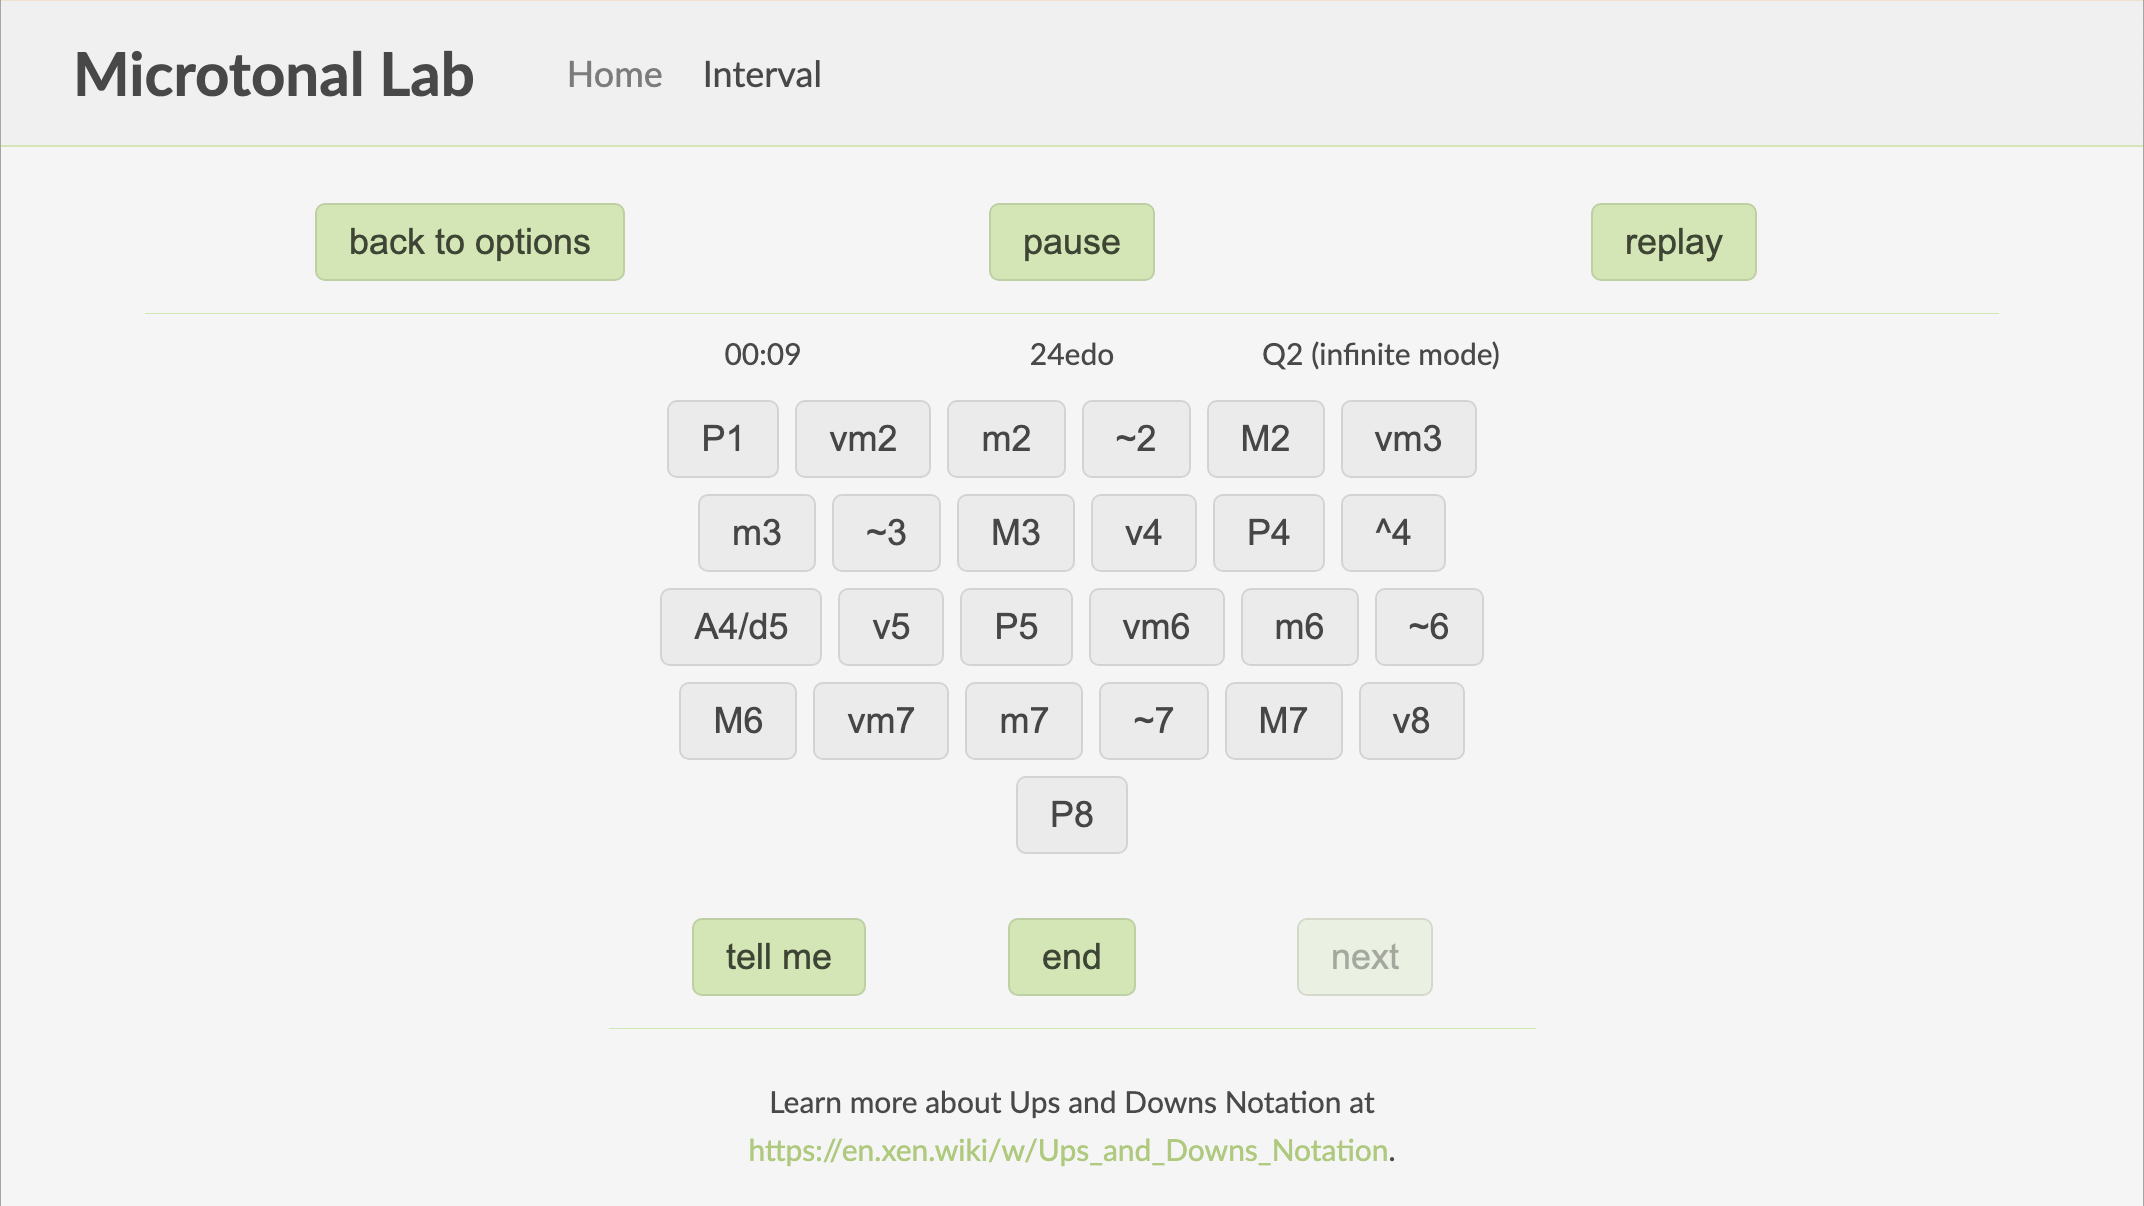 Microtonal Lab Home Interval
back to options pause replay
00:09 24edo Q2 (infinite mode)
P1 vm2 m2 ~2 M2 vm3
m3 ~3 M3 v4 P4 ^4
A4/d5 v5 P5 vm6 m6 ~6
M6 vm7 m7 ~7 M7 v8
P8
tell me end next
Learn more about Ups and Downs Notation at
https://en.xen.wiki/w/Ups_and_Downs_Notation.